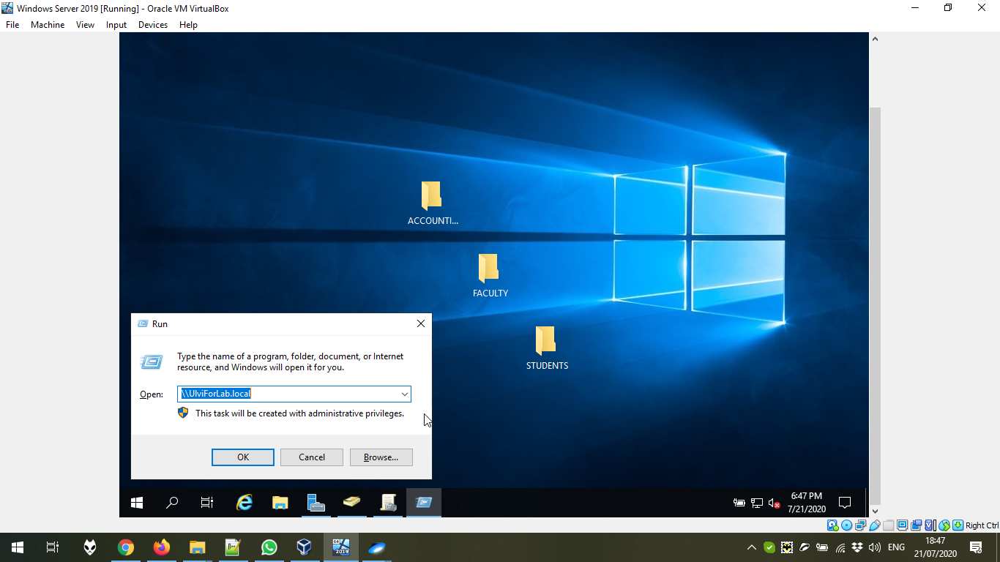 Windows Server 2019 [Running] - Oracle VM VirtualBox
File Machine View Input Devices Help
ACCOUNTI...
FACULTY
STUDENTS
Run
Type the name of a program, folder, document, or Internet
resource, and Windows will open it for you.
Open: \\UlviForLab.local
This task will be created with administrative privileges.
OK Cancel Browse...
6:47 PM
7/21/2020
Right Ctrl
2019
ENG
18:47
21/07/2020